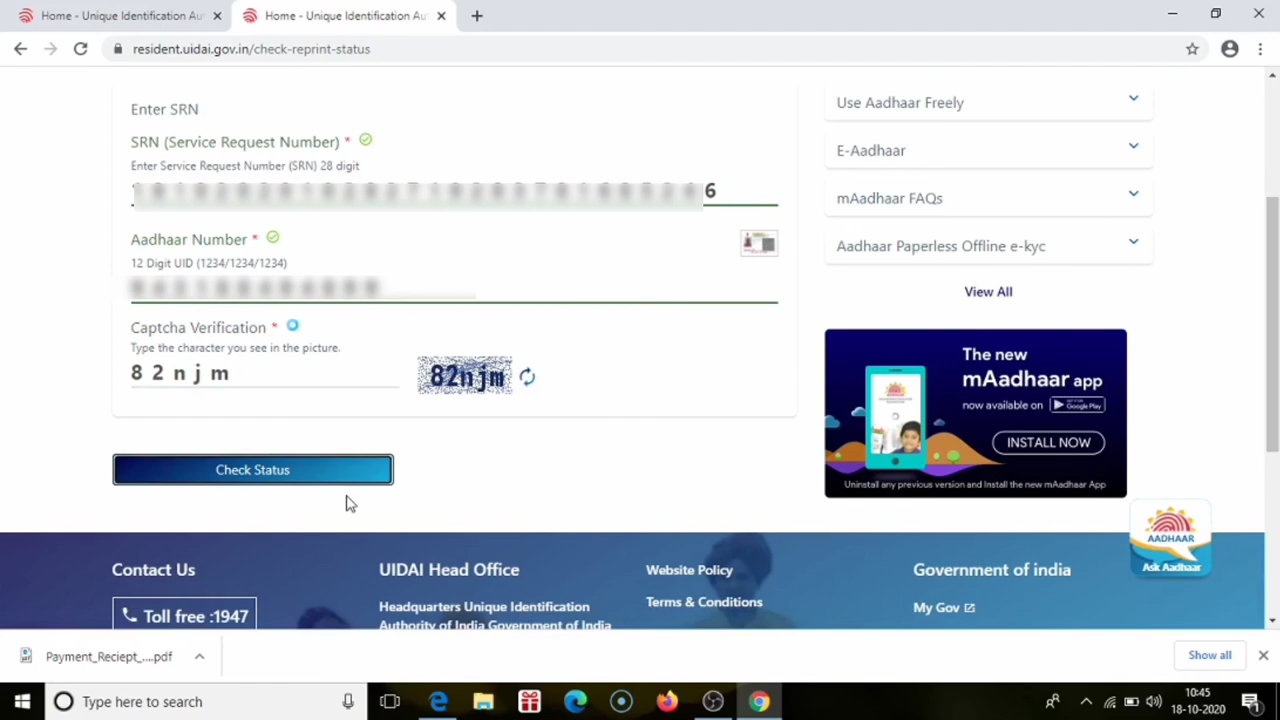 Home - Unique Identification Au
Home - Unique Identification Au
resident.uidai.gov.in/check-reprint-status
Enter SRN
SRN (Service Request Number) *
Enter Service Request Number (SRN) 28 digit
6
Aadhaar Number *
12 Digit UID (1234/1234/1234)
Captcha Verification *
Type the character you see in the picture.
82njm
82njm
Check Status
Use Aadhaar Freely
E-Aadhaar
mAadhaar FAQs
Aadhaar Paperless Offline e-kyc
View All
The new
mAadhaar app
now available on
Google Play
INSTALL NOW
Uninstall any previous version and Install the new mAadhaar App
AADHAAR
Ask Aadhaar
Contact Us
Toll free :1947
UIDAI Head Office
Headquarters Unique Identification
Authority of India Government of India
Website Policy
Terms & Conditions
Government of india
My Gov
Payment_Reciept_....pdf
Show all
Type here to search
10:45
18-10-2020